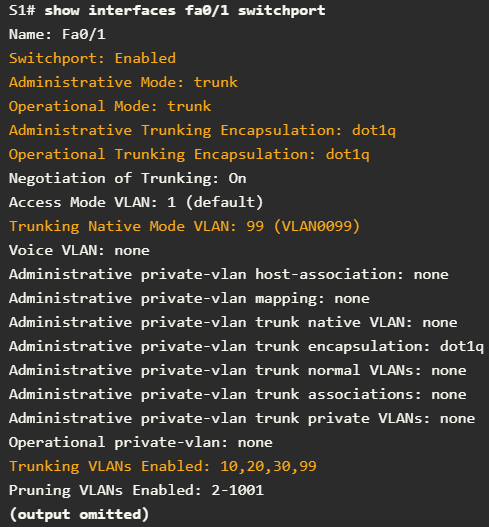 S1# show interfaces fa0/1 switchport
Name: Fa0/1
Switchport: Enabled
Administrative Mode: trunk
Operational Mode: trunk
Administrative Trunking Encapsulation: dot1q
Operational Trunking Encapsulation: dot1q
Negotiation of Trunking: On
Access Mode VLAN: 1 (default)
Trunking Native Mode VLAN: 99 (VLAN0099)
Voice VLAN: none
Administrative private-vlan host-association: none
Administrative private-vlan mapping: none
Administrative private-vlan trunk native VLAN: none
Administrative private-vlan trunk encapsulation: dot1q
Administrative private-vlan trunk normal VLANs: none
Administrative private-vlan trunk associations: none
Administrative private-vlan trunk private VLANs: none
Operational private-vlan: none
Trunking VLANs Enabled: 10,20,30,99
Pruning VLANs Enabled: 2-1001
(output omitted)